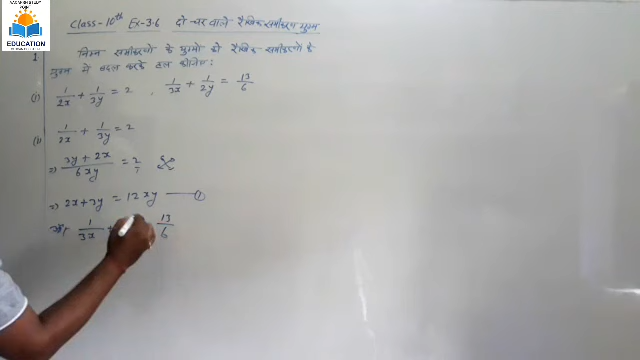 EDUCATION
Class-10th Ex-3.6 दो चर वाले रैखिक समीकरण युग्म
1 निम्न समीकरणो के युग्मो को रैखिक समीकरणो के
युग्म मे बदल करके हल कीजिए:
(i) 1/2x + 1/3y = 2 , 1/3x + 1/2y = 13/6
(i) 1/2x + 1/3y = 2
=> 3y + 2x / 6xy = 2/1
=> 2x + 3y = 12xy —— ①
1/3x + 13/6